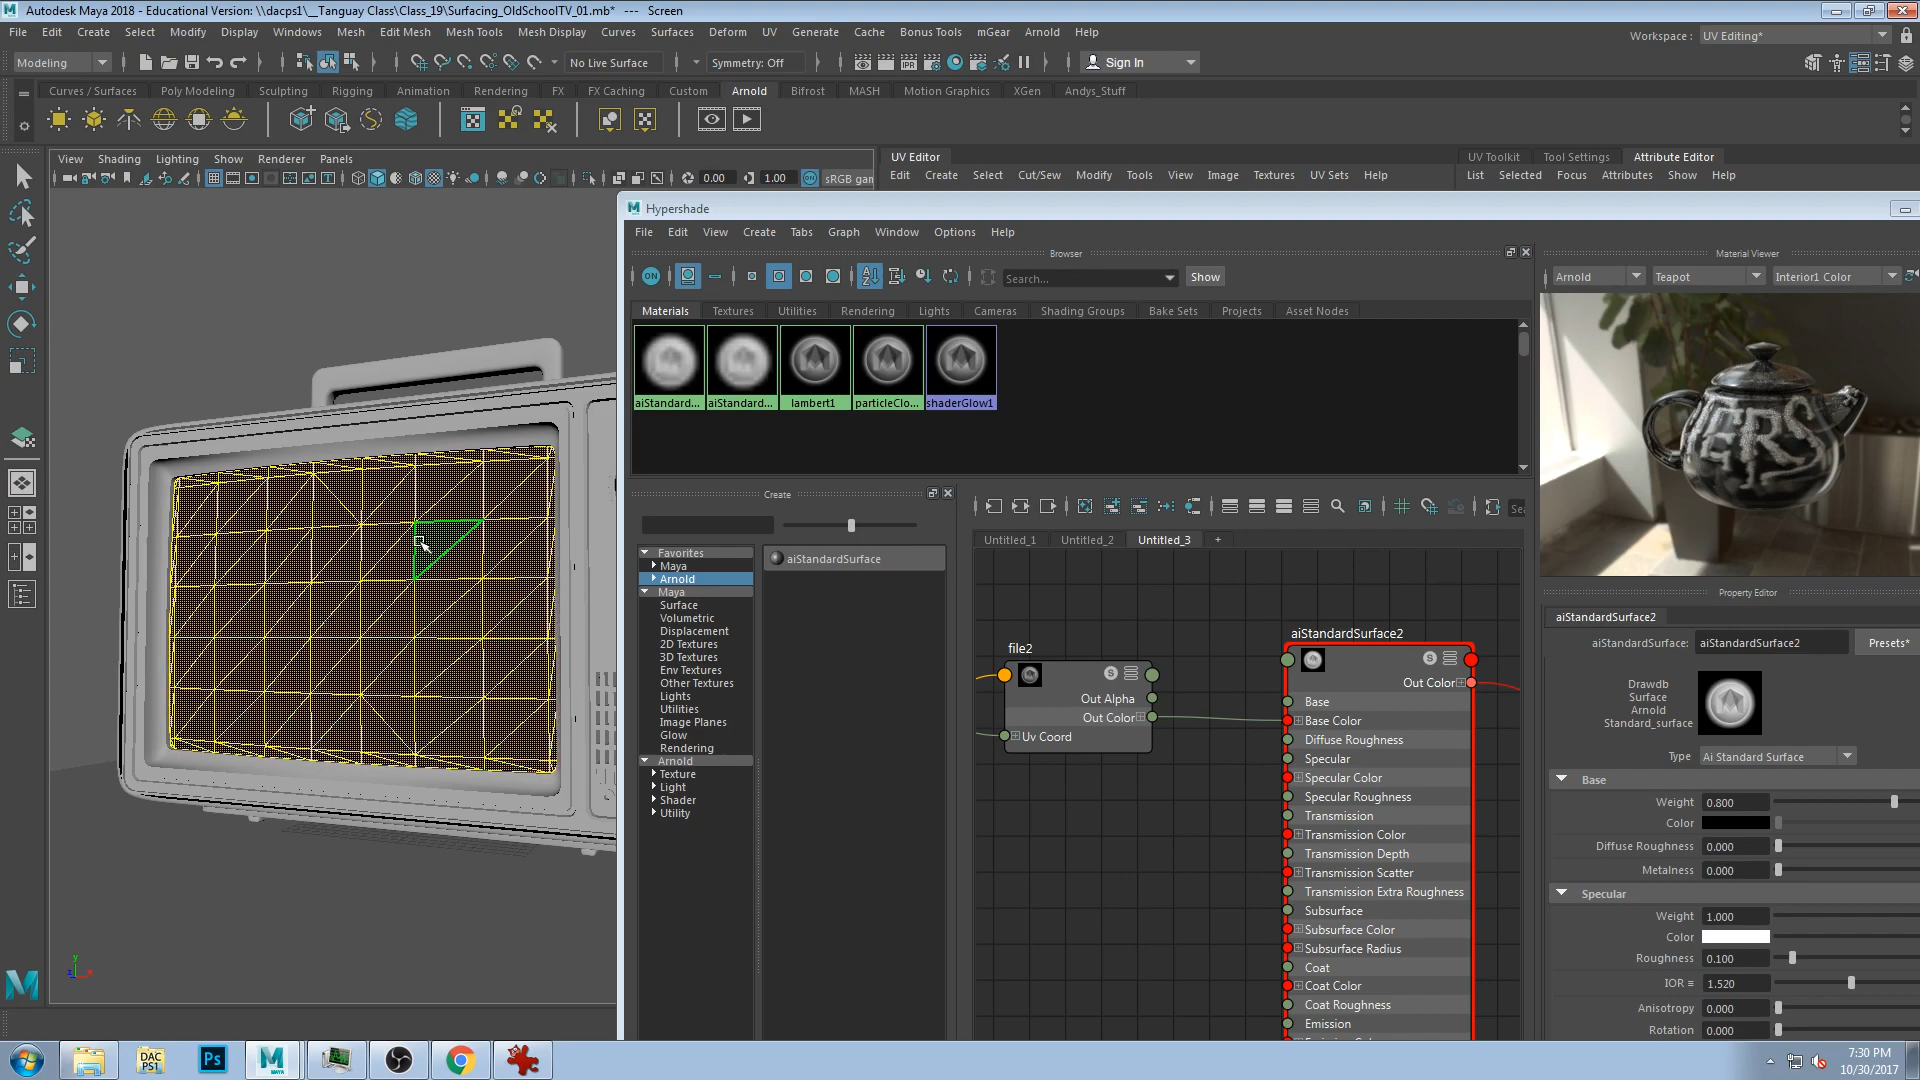 Autodesk Maya 2018 - Educational Version: \\dacps1\__Tanguay Class\Class_19\Surfacing_OldSchoolTV_01.mb* --- Screen
File Edit Create Select Modify Display Windows Mesh Edit Mesh Mesh Tools Mesh Display Curves Surfaces Deform UV Generate Cache Bonus Tools mGear Arnold Help
Workspace : UV Editing*
Modeling No Live Surface Symmetry: Off IPR Sign In
Curves / Surfaces Poly Modeling Sculpting Rigging Animation Rendering FX FX Caching Custom Arnold Bifrost MASH Motion Graphics XGen Andys_Stuff
View Shading Lighting Show Renderer Panels
0.00 1.00 ON sRGB gam
UV Editor
Edit Create Select Cut/Sew Modify Tools View Image Textures UV Sets Help
UV Toolkit Tool Settings Attribute Editor
List Selected Focus Attributes Show Help
Hypershade
File Edit View Create Tabs Graph Window Options Help
Browser
ON Search... Show
Materials Textures Utilities Rendering Lights Cameras Shading Groups Bake Sets Projects Asset Nodes
aiStandard... aiStandard... lambert1 particleClo... shaderGlow1
Create
Favorites
Maya
Arnold
Maya
Surface
Volumetric
Displacement
2D Textures
3D Textures
Env Textures
Other Textures
Lights
Utilities
Image Planes
Glow
Rendering
Arnold
Texture
Light
Shader
Utility
aiStandardSurface
Untitled_1 Untitled_2 Untitled_3 +
file2
Out Alpha
Out Color
Uv Coord
aiStandardSurface2
Out Color
Base
Base Color
Diffuse Roughness
Specular
Specular Color
Specular Roughness
Transmission
Transmission Color
Transmission Depth
Transmission Scatter
Transmission Extra Roughness
Subsurface
Subsurface Color
Subsurface Radius
Coat
Coat Color
Coat Roughness
Emission
Material Viewer
Arnold Teapot Interior1 Color
Property Editor
aiStandardSurface2
aiStandardSurface: aiStandardSurface2 Presets*
Drawdb
Surface
Arnold
Standard_surface
Type Ai Standard Surface
Base
Weight 0.800
Color
Diffuse Roughness 0.000
Metalness 0.000
Specular
Weight 1.000
Color
Roughness 0.100
IOR 1.520
Anisotropy 0.000
Rotation 0.000
DAC PS1 Ps MAYA
7:30 PM
10/30/2017